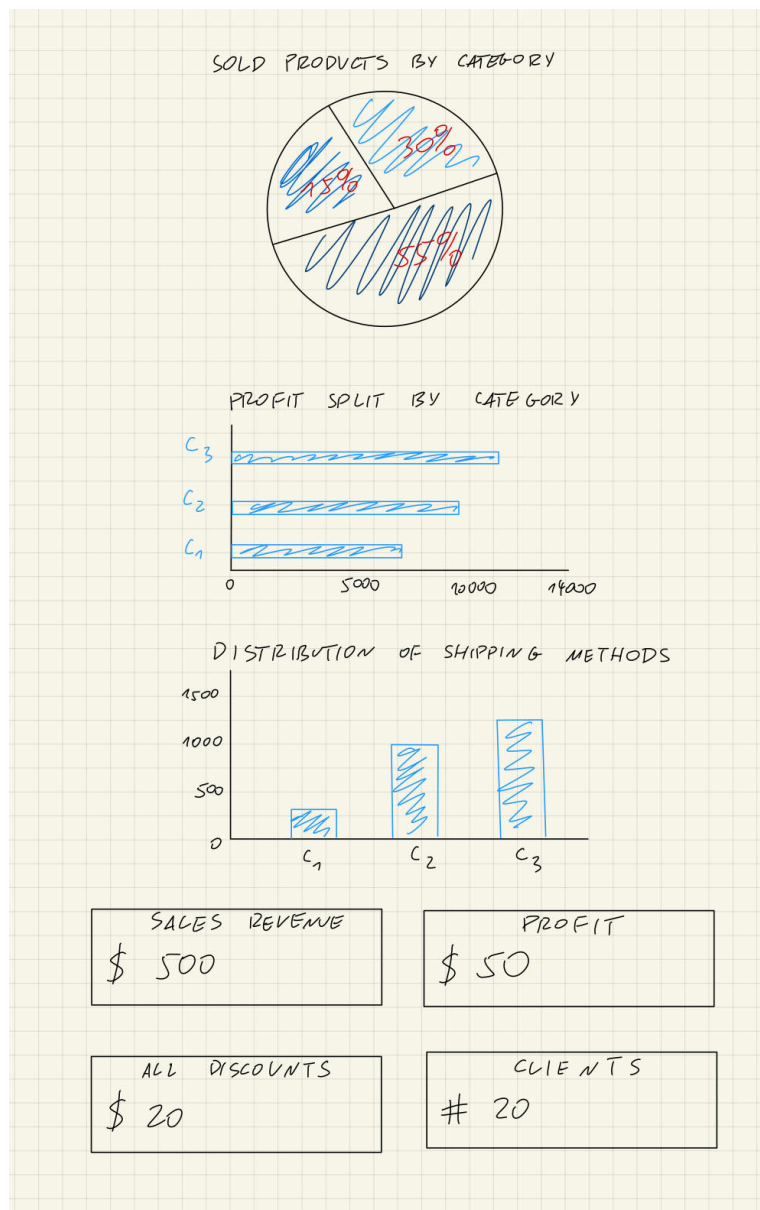 SOLD PRODUCTS BY CATEGORY
30%
15%
55%
PROFIT SPLIT BY CATEGORY
C3
C2
C1
0 5000 10000 14000
DISTRIBUTION OF SHIPPING METHODS
1500
1000
500
0
C1 C2 C3
SALES REVENUE
$ 500
PROFIT
$ 50
ALL DISCOUNTS
$ 20
CLIENTS
# 20